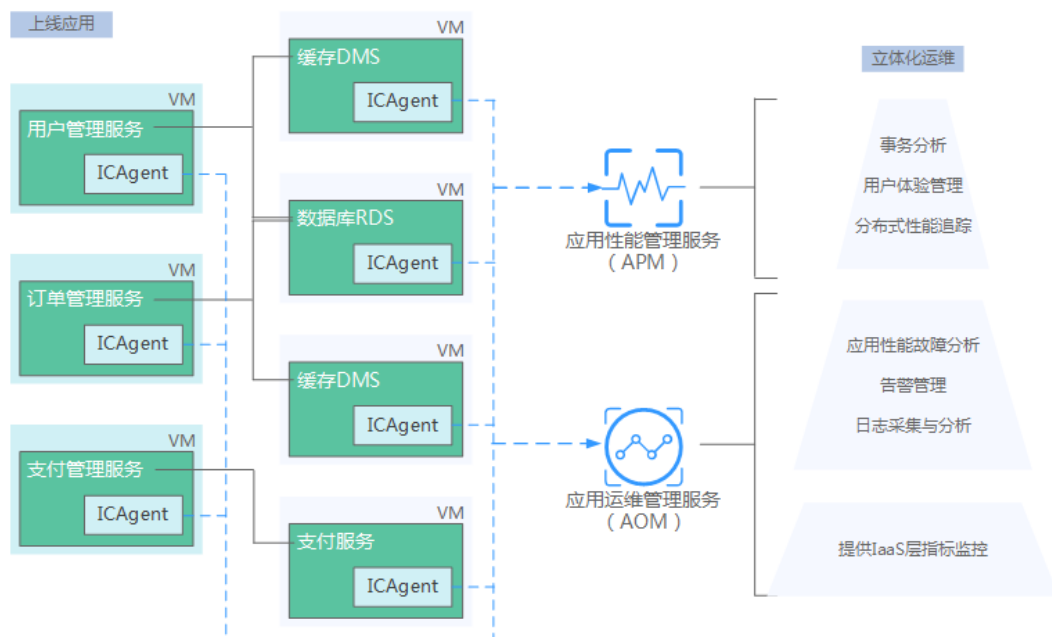 上线应用
VM
用户管理服务
ICAgent
VM
订单管理服务
ICAgent
VM
支付管理服务
ICAgent
VM
缓存DMS
ICAgent
VM
数据库RDS
ICAgent
VM
缓存DMS
ICAgent
VM
支付服务
ICAgent
应用性能管理服务
（APM）
应用运维管理服务
（AOM）
立体化运维
事务分析
用户体验管理
分布式性能追踪
应用性能故障分析
告警管理
日志采集与分析
提供IaaS层指标监控